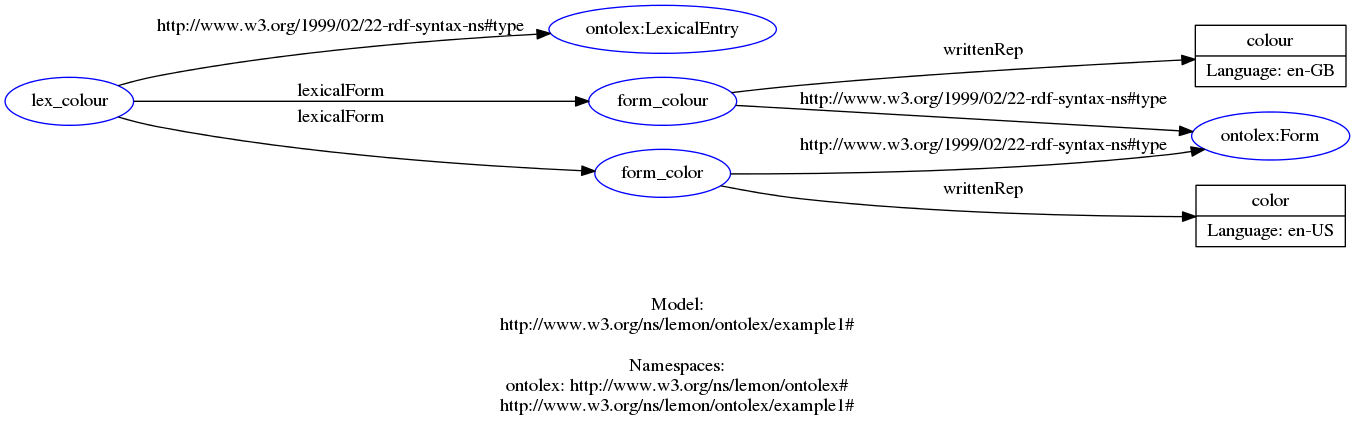 http://www.w3.org/1999/02/22-rdf-syntax-ns#type
ontolex:LexicalEntry
lex_colour
lexicalForm
lexicalForm
form_colour
form_color
writtenRep
colour
Language: en-GB
http://www.w3.org/1999/02/22-rdf-syntax-ns#type
ontolex:Form
http://www.w3.org/1999/02/22-rdf-syntax-ns#type
writtenRep
color
Language: en-US
Model:
http://www.w3.org/ns/lemon/ontolex/example1#
Namespaces:
ontolex: http://www.w3.org/ns/lemon/ontolex#
http://www.w3.org/ns/lemon/ontolex/example1#